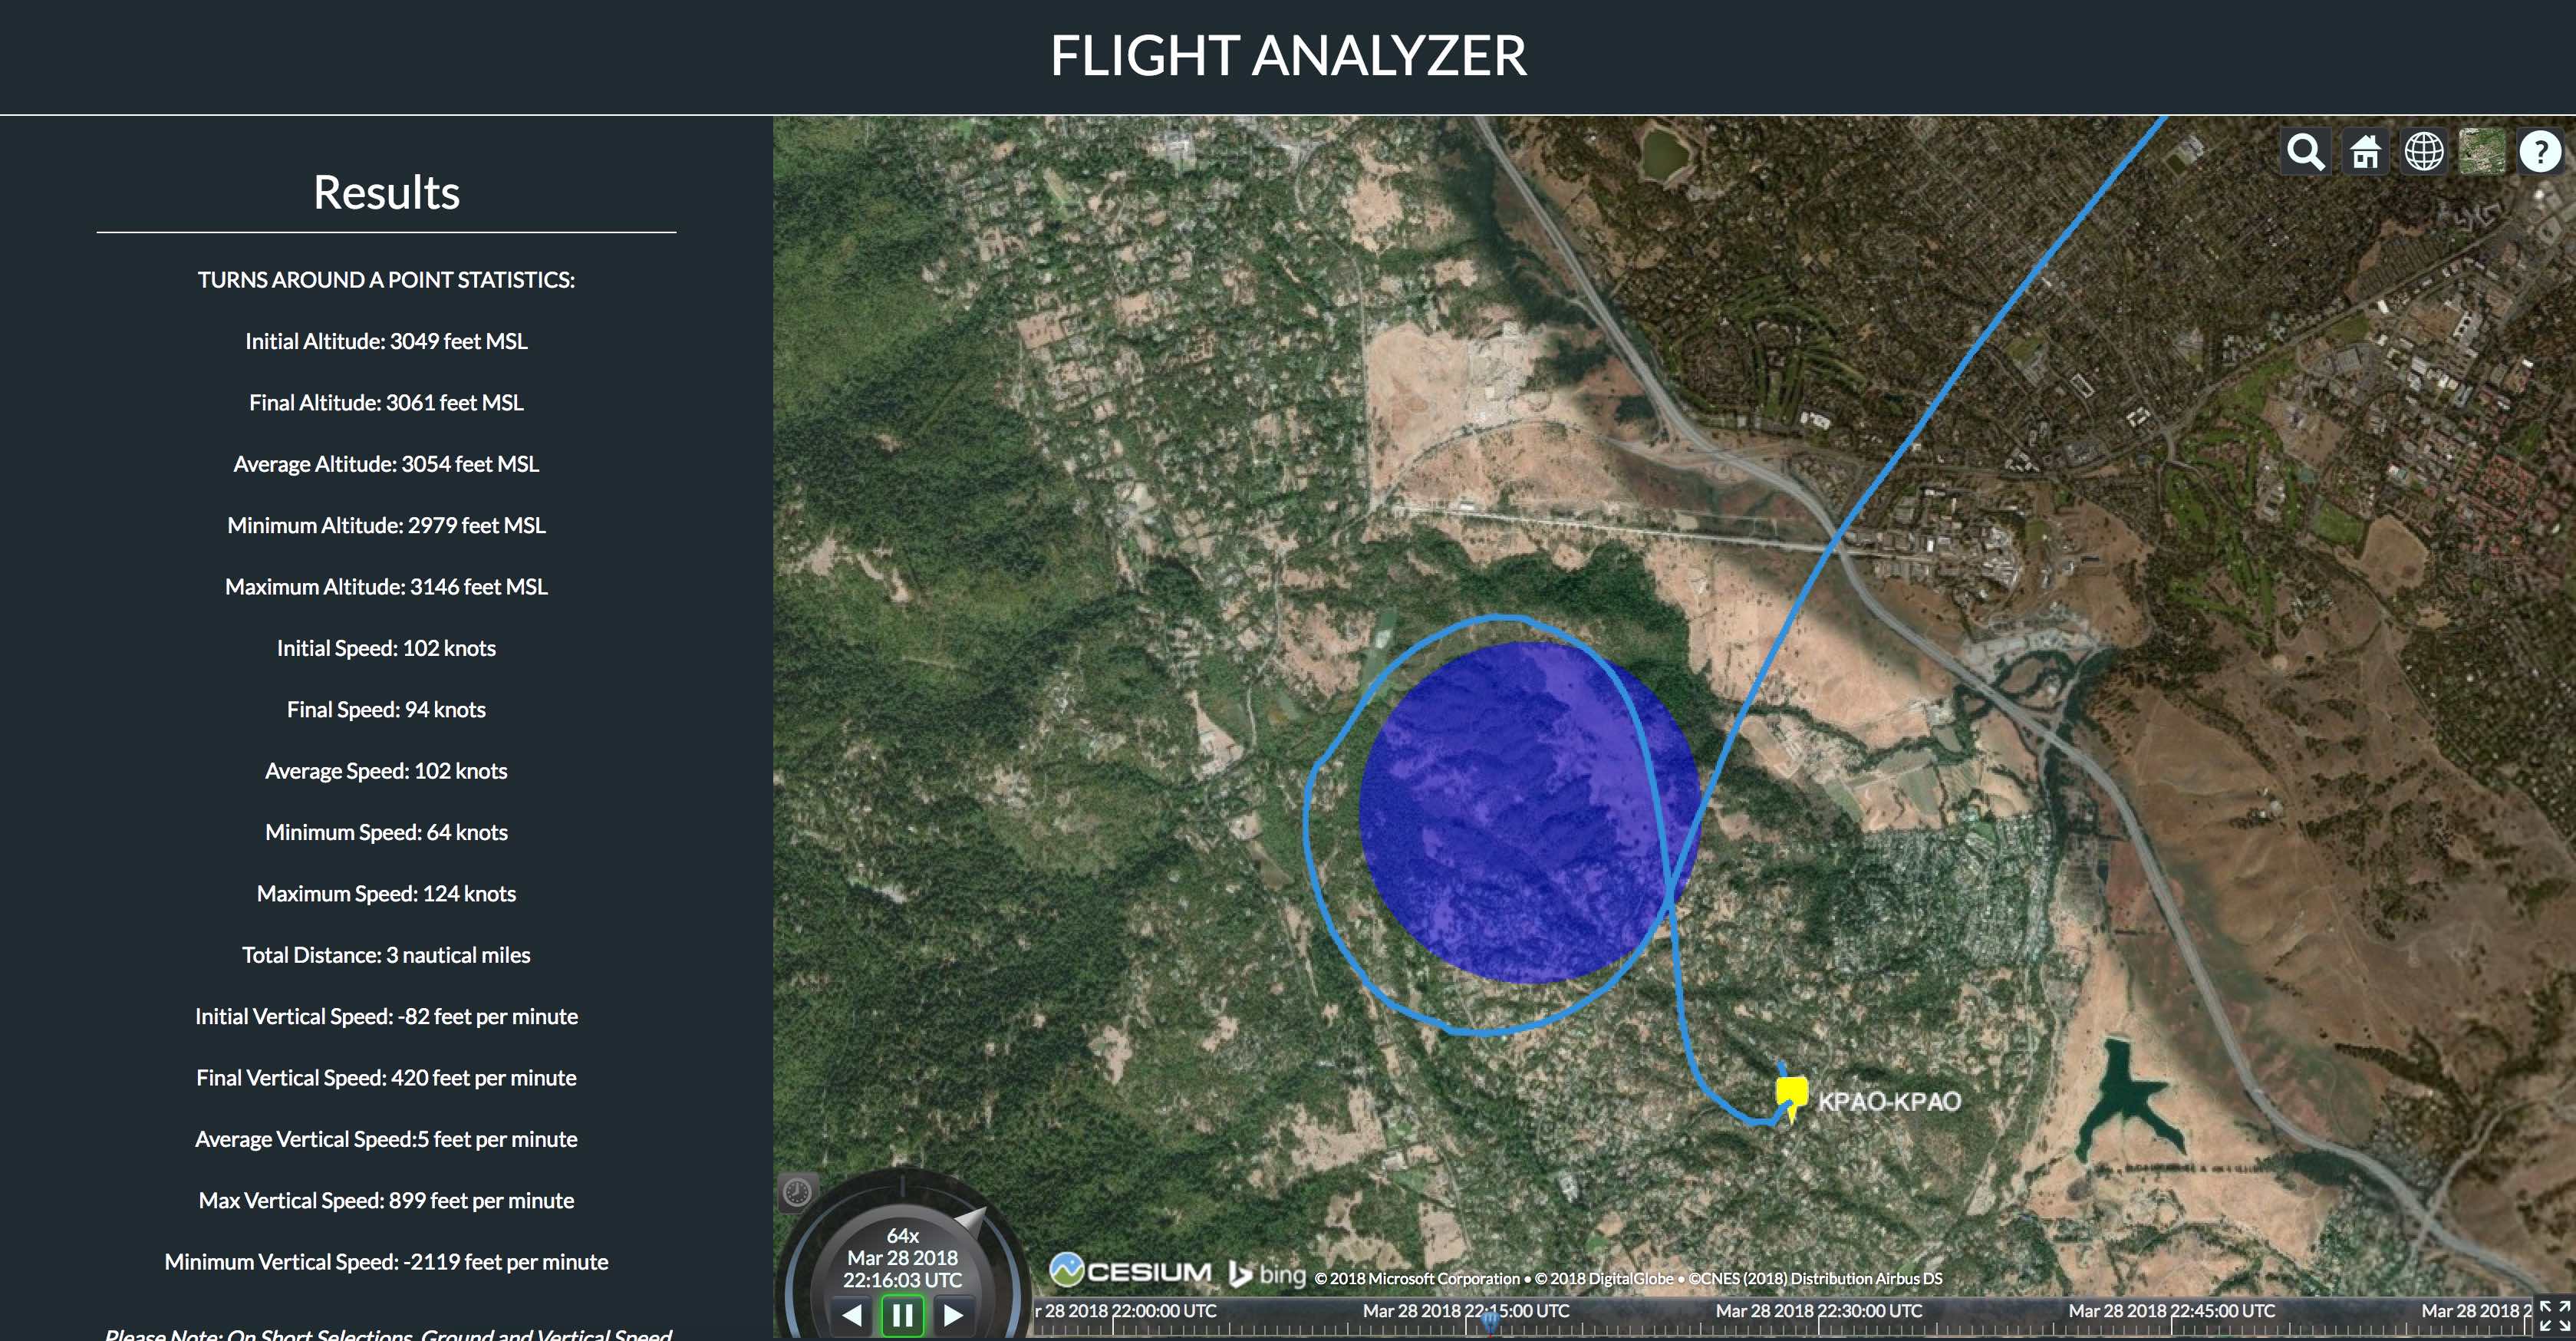 FLIGHT ANALYZER
Results
TURNS AROUND A POINT STATISTICS:
Initial Altitude: 3049 feet MSL
Final Altitude: 3061 feet MSL
Average Altitude: 3054 feet MSL
Minimum Altitude: 2979 feet MSL
Maximum Altitude: 3146 feet MSL
Initial Speed: 102 knots
Final Speed: 94 knots
Average Speed: 102 knots
Minimum Speed: 64 knots
Maximum Speed: 124 knots
Total Distance: 3 nautical miles
Initial Vertical Speed: -82 feet per minute
Final Vertical Speed: 420 feet per minute
Average Vertical Speed:5 feet per minute
Max Vertical Speed: 899 feet per minute
Minimum Vertical Speed: -2119 feet per minute
Please Note: On Short Selections, Ground and Vertical Speed
?
KPAO-KPAO
64x
Mar 28 2018
22:16:03 UTC
CESIUM bing © 2018 Microsoft Corporation • © 2018 DigitalGlobe • ©CNES (2018) Distribution Airbus DS
r 28 2018 22:00:00 UTC Mar 28 2018 22:15:00 UTC Mar 28 2018 22:30:00 UTC Mar 28 2018 22:45:00 UTC Mar 28 2018 2